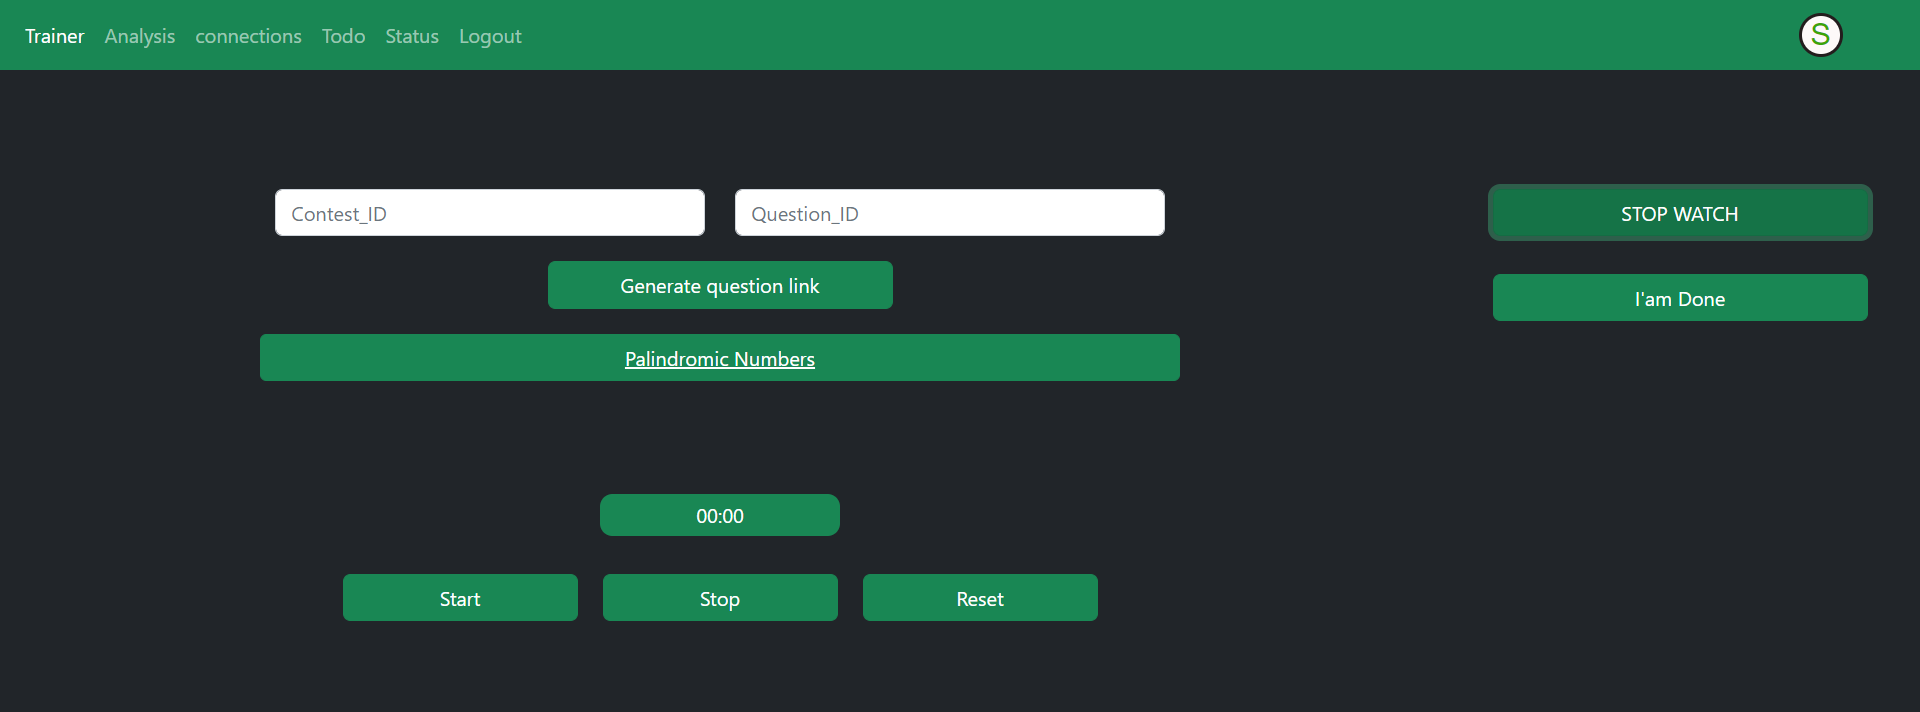 Trainer Analysis connections Todo Status Logout S
Contest_ID Question_ID STOP WATCH
Generate question link I'am Done
Palindromic Numbers
00:00
Start Stop Reset